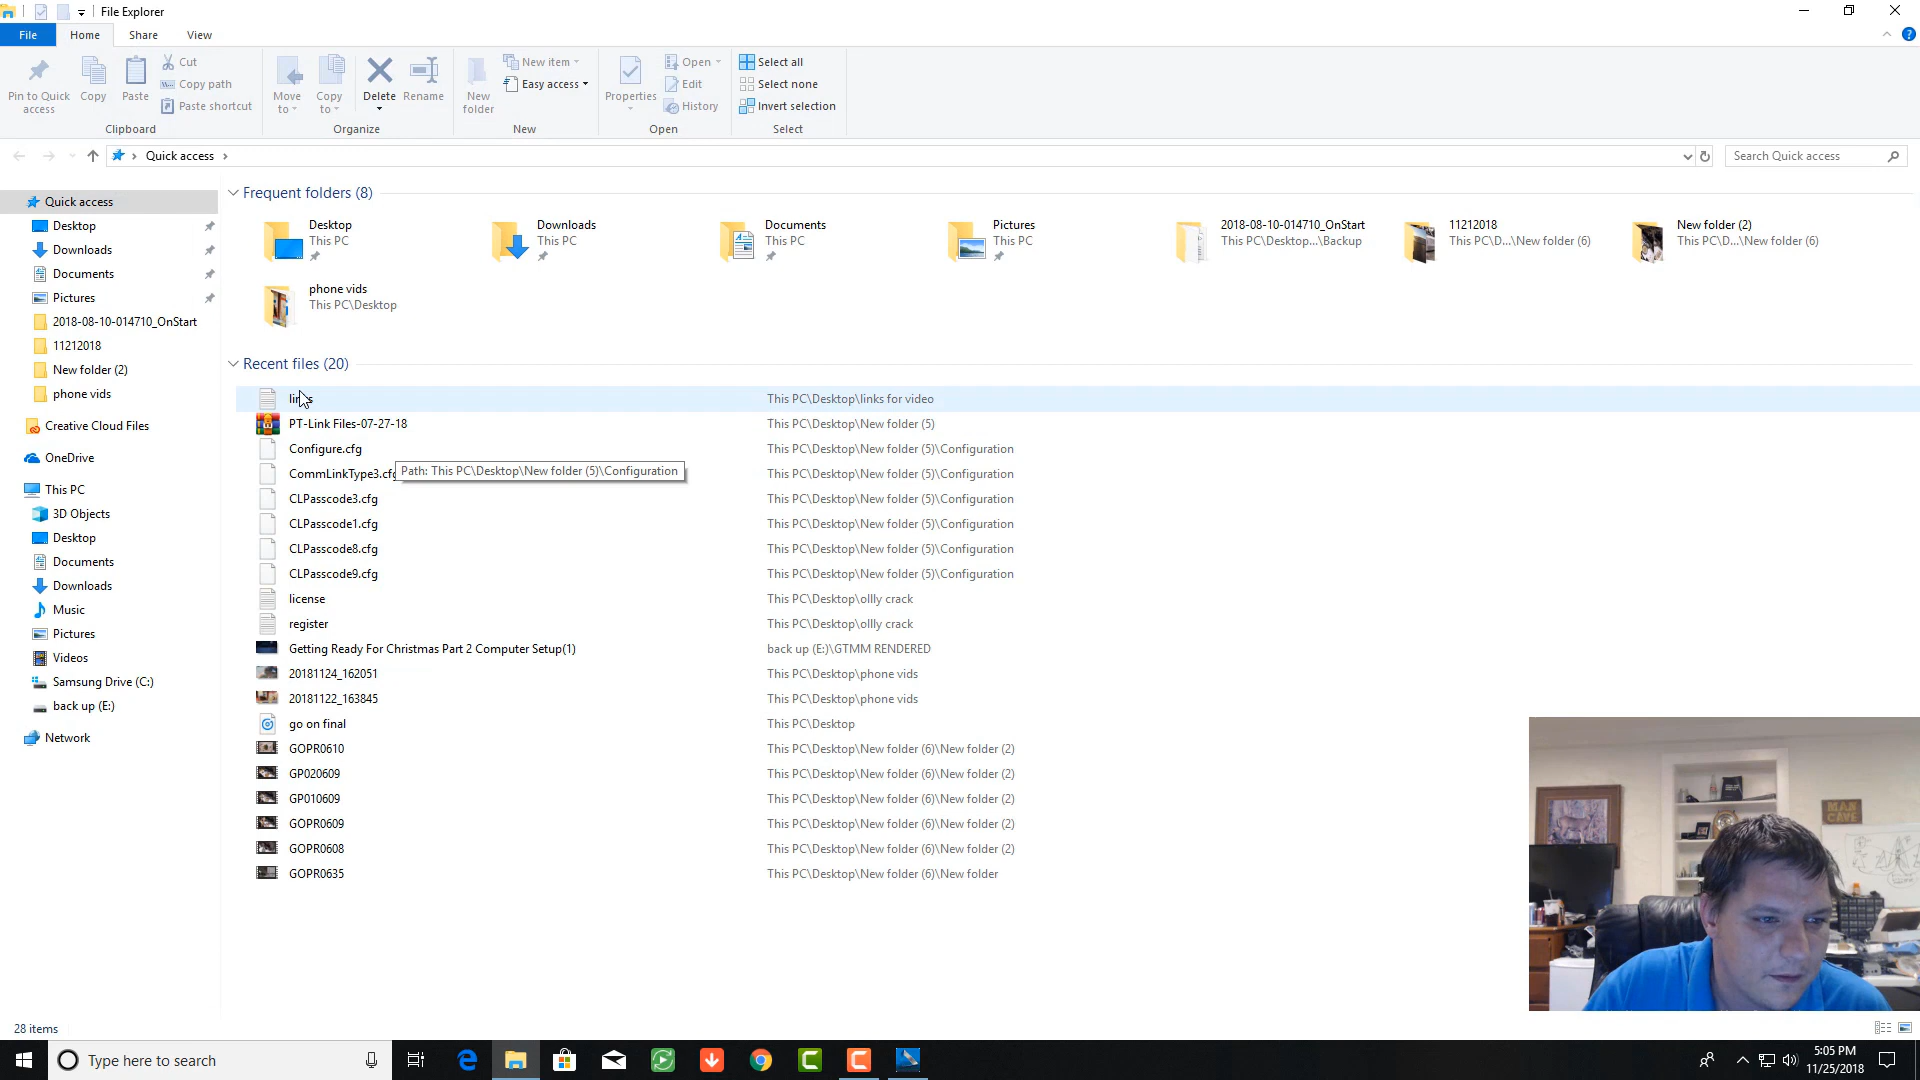 File Explorer
File Home Share View
Pin to Quick access
Copy
Paste
Cut
Copy path
Paste shortcut
Move to
Copy to
Delete
Rename
New folder
New item
Easy access
Properties
Open
Edit
History
Select all
Select none
Invert selection
Clipboard Organize New Open Select
Quick access
Search Quick access
Quick access
Desktop
Downloads
Documents
Pictures
2018-08-10-014710_OnStart
11212018
New folder (2)
phone vids
Creative Cloud Files
OneDrive
This PC
3D Objects
Desktop
Documents
Downloads
Music
Pictures
Videos
Samsung Drive (C:)
back up (E:)
Network
Frequent folders (8)
Desktop
This PC
Downloads
This PC
Documents
This PC
Pictures
This PC
2018-08-10-014710_OnStart
This PC\Desktop...\Backup
11212018
This PC\D...\New folder (6)
New folder (2)
This PC\D...\New folder (6)
phone vids
This PC\Desktop
Recent files (20)
links This PC\Desktop\links for video
PT-Link Files-07-27-18 This PC\Desktop\New folder (5)
Configure.cfg This PC\Desktop\New folder (5)\Configuration
Path: This PC\Desktop\New folder (5)\Configuration
CommLinkType3.cfg This PC\Desktop\New folder (5)\Configuration
CLPasscode3.cfg This PC\Desktop\New folder (5)\Configuration
CLPasscode1.cfg This PC\Desktop\New folder (5)\Configuration
CLPasscode8.cfg This PC\Desktop\New folder (5)\Configuration
CLPasscode9.cfg This PC\Desktop\New folder (5)\Configuration
license This PC\Desktop\ollly crack
register This PC\Desktop\ollly crack
Getting Ready For Christmas Part 2 Computer Setup(1) back up (E:)\GTMM RENDERED
20181124_162051 This PC\Desktop\phone vids
20181122_163845 This PC\Desktop\phone vids
go on final This PC\Desktop
GOPR0610 This PC\Desktop\New folder (6)\New folder (2)
GP020609 This PC\Desktop\New folder (6)\New folder (2)
GP010609 This PC\Desktop\New folder (6)\New folder (2)
GOPR0609 This PC\Desktop\New folder (6)\New folder (2)
GOPR0608 This PC\Desktop\New folder (6)\New folder (2)
GOPR0635 This PC\Desktop\New folder (6)\New folder
MAN
CAVE
28 items
Type here to search
5:05 PM
11/25/2018